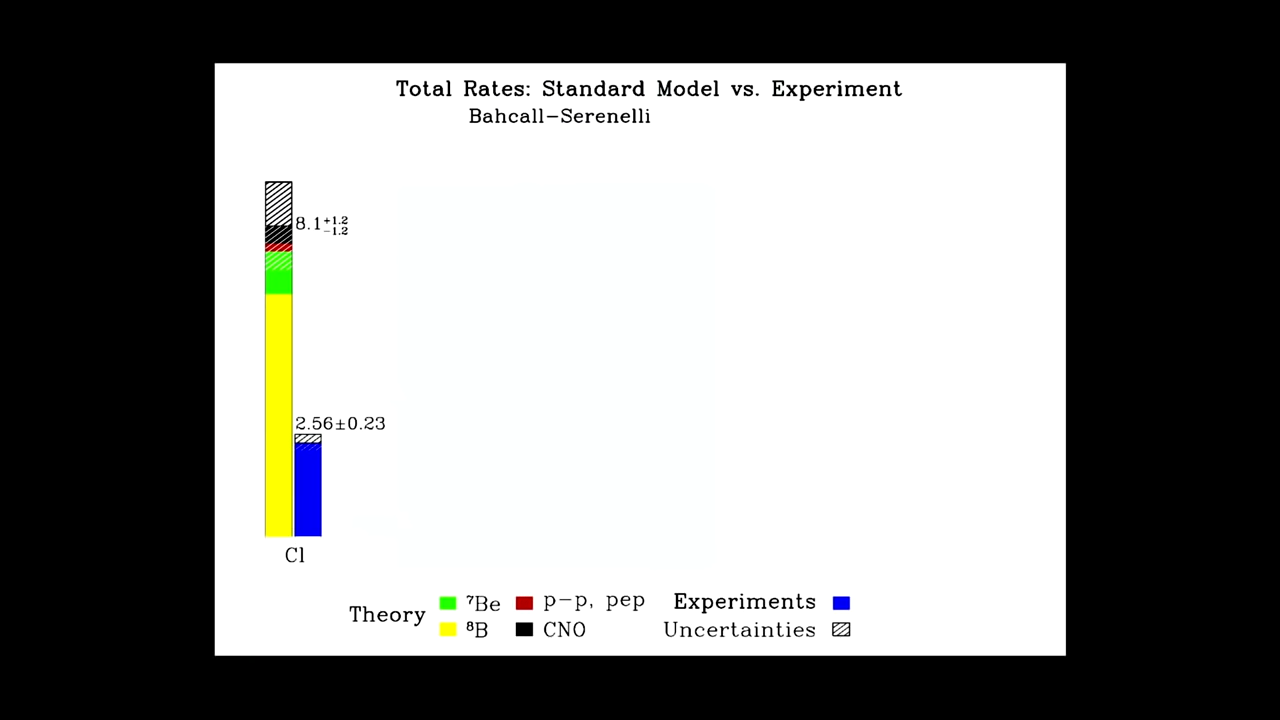 Total Rates: Standard Model vs. Experiment
Bahcall–Serenelli
8.1 +1.2 −1.2
2.56±0.23
Cl
Theory ⁷Be p–p, pep Experiments
⁸B CNO Uncertainties